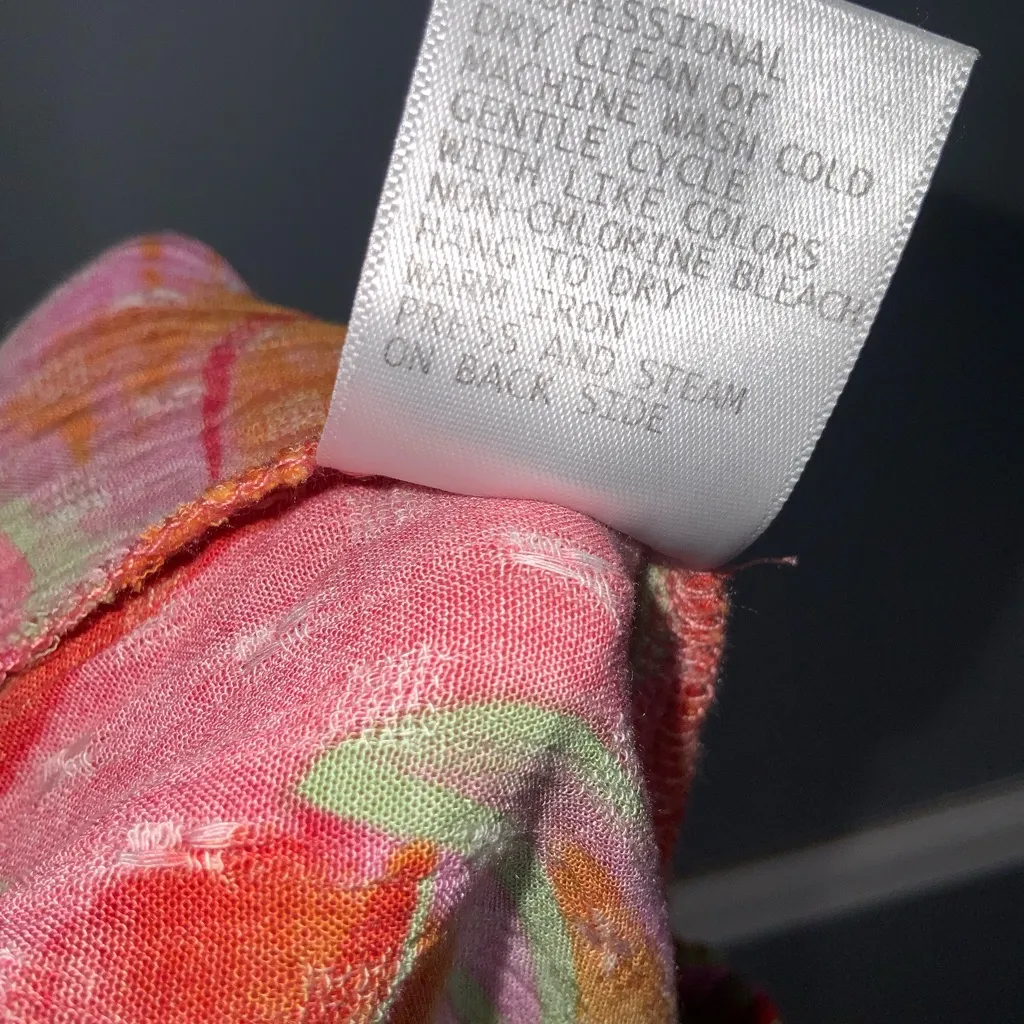 DRY CLEAN or
MACHINE WASH COLD
GENTLE CYCLE
WITH LIKE COLORS
NON-CHLORINE BLEACH
HANG TO DRY
WARM IRON
PRESS AND STEAM
ON BACK SIDE